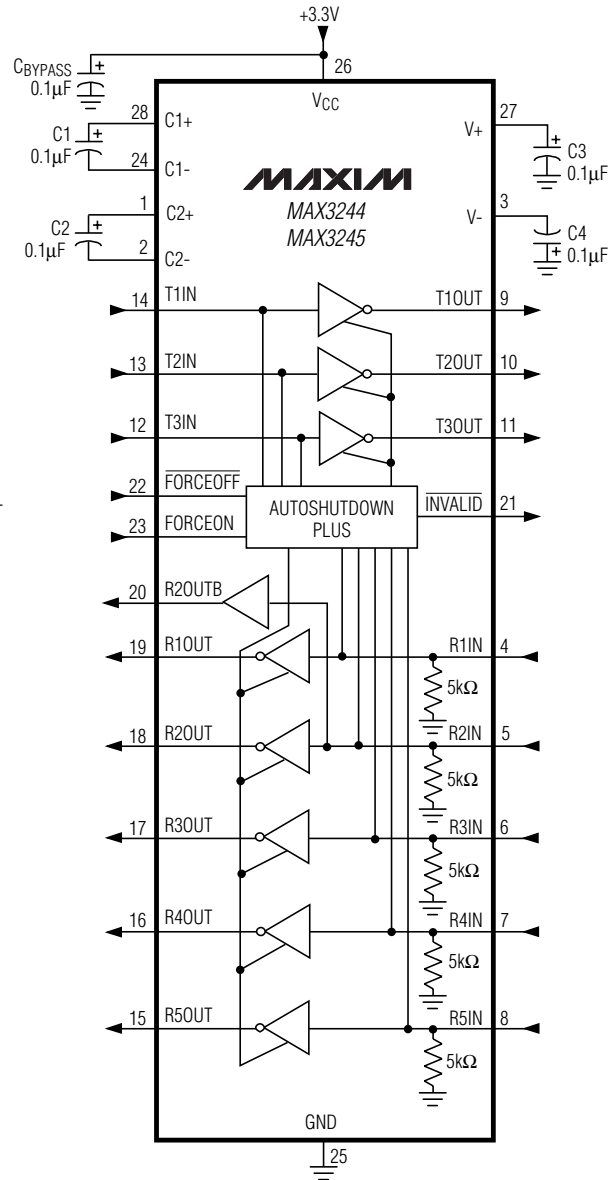 +3.3V
26
CBYPASS
+
0.1µF
VCC
28
C1+
C1
+
0.1µF
24
C1-
27
V+
+
C3
0.1µF
MAXIM
MAX3244
MAX3245
1
C2+
C2
+
0.1µF
2
C2-
3
V-
C4
+
0.1µF
14
T1IN
T1OUT
9
13
T2IN
T2OUT
10
12
T3IN
T3OUT
11
22
FORCEOFF
23
FORCEON
AUTOSHUTDOWN
PLUS
INVALID
21
20
R2OUTB
19
R1OUT
R1IN
4
5kΩ
18
R2OUT
R2IN
5
5kΩ
17
R3OUT
R3IN
6
5kΩ
16
R4OUT
R4IN
7
5kΩ
15
R5OUT
R5IN
8
5kΩ
GND
25